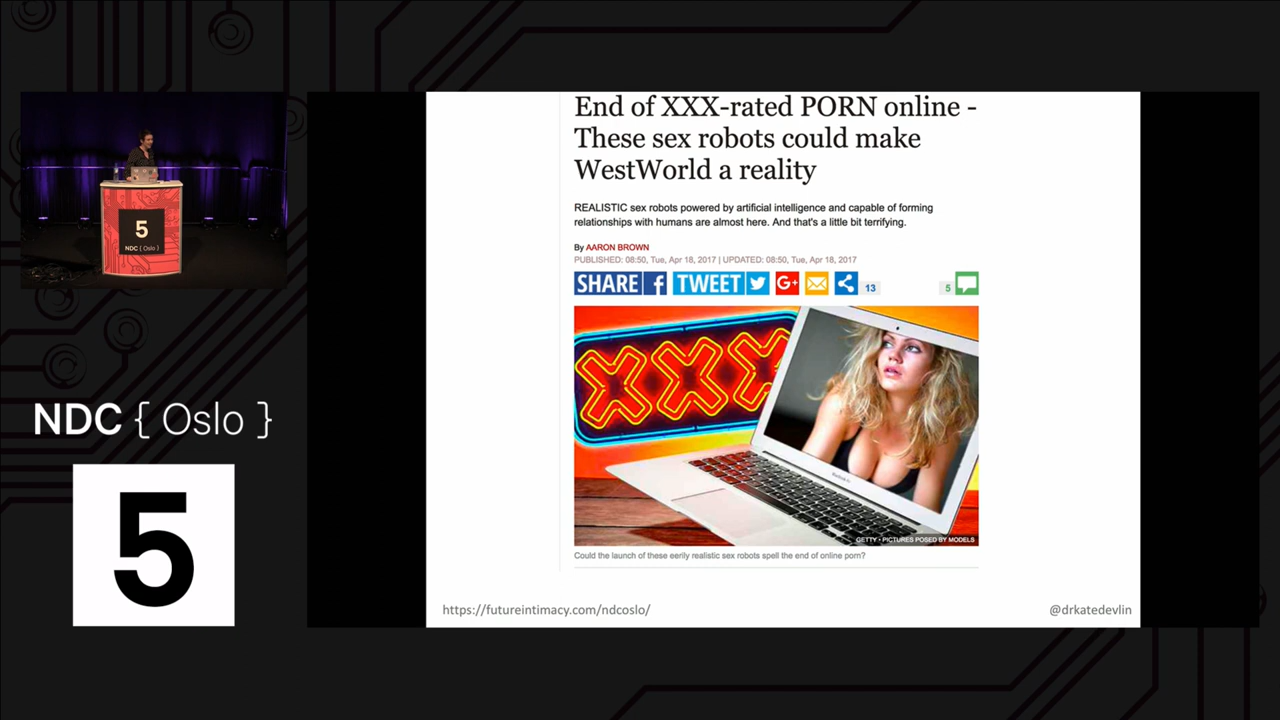 5
NDC { Oslo }
NDC { Oslo }
5
End of XXX-rated PORN online -
These sex robots could make
WestWorld a reality
REALISTIC sex robots powered by artificial intelligence and capable of forming
relationships with humans are almost here. And that's a little bit terrifying.
By AARON BROWN
PUBLISHED: 08:50, Tue, Apr 18, 2017 | UPDATED: 08:50, Tue, Apr 18, 2017
SHARE f TWEET G+ 13 5
XXX
MacBook Air
GETTY • PICTURES POSED BY MODELS
Could the launch of these eerily realistic sex robots spell the end of online porn?
https://futureintimacy.com/ndcoslo/
@drkatedevlin